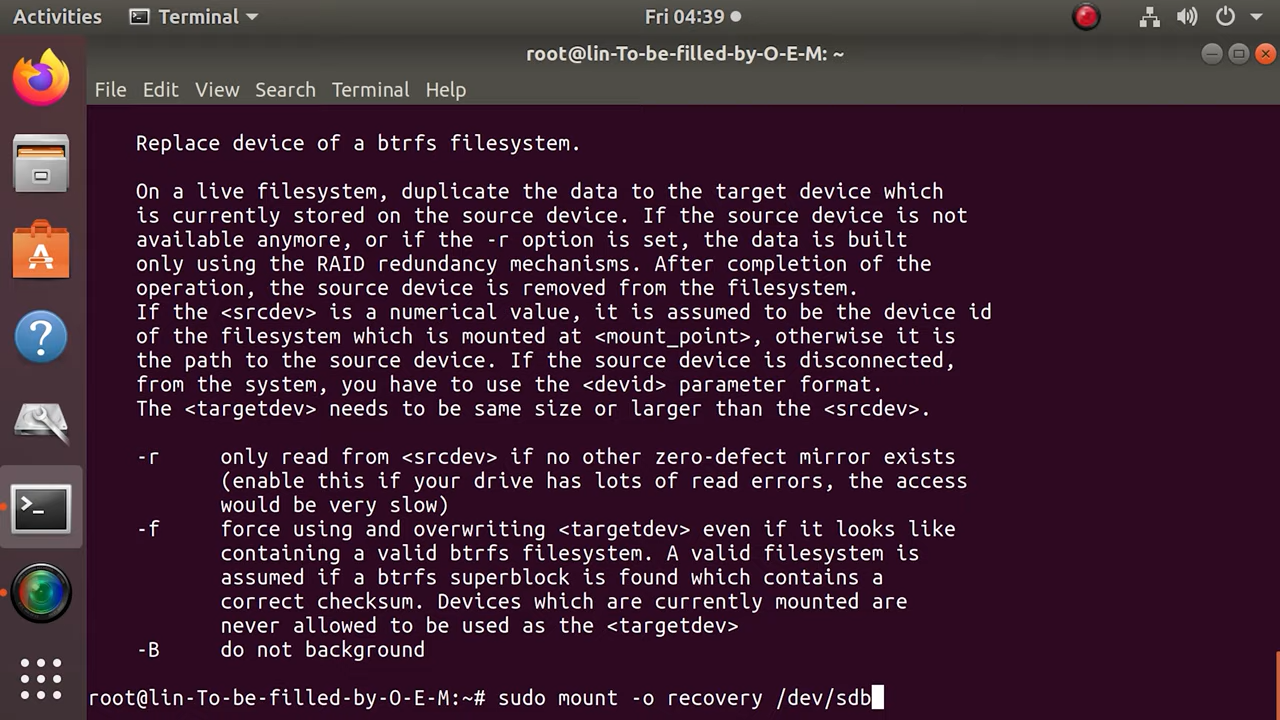 Activities Terminal Fri 04:39
root@lin-To-be-filled-by-O-E-M: ~
File Edit View Search Terminal Help
Replace device of a btrfs filesystem.
On a live filesystem, duplicate the data to the target device which
is currently stored on the source device. If the source device is not
available anymore, or if the -r option is set, the data is built
only using the RAID redundancy mechanisms. After completion of the
operation, the source device is removed from the filesystem.
If the <srcdev> is a numerical value, it is assumed to be the device id
of the filesystem which is mounted at <mount_point>, otherwise it is
the path to the source device. If the source device is disconnected,
from the system, you have to use the <devid> parameter format.
The <targetdev> needs to be same size or larger than the <srcdev>.
-r only read from <srcdev> if no other zero-defect mirror exists
(enable this if your drive has lots of read errors, the access
would be very slow)
-f force using and overwriting <targetdev> even if it looks like
containing a valid btrfs filesystem. A valid filesystem is
assumed if a btrfs superblock is found which contains a
correct checksum. Devices which are currently mounted are
never allowed to be used as the <targetdev>
-B do not background
root@lin-To-be-filled-by-O-E-M:~# sudo mount -o recovery /dev/sdb